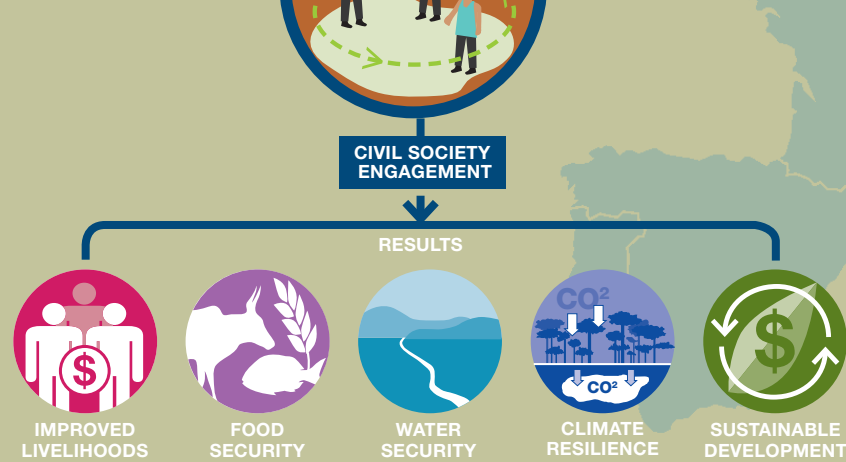 CIVIL SOCIETY
ENGAGEMENT
RESULTS
CO²
CO²
$
$
IMPROVED
LIVELIHOODS
FOOD
SECURITY
WATER
SECURITY
CLIMATE
RESILIENCE
SUSTAINABLE
DEVELOPMENT